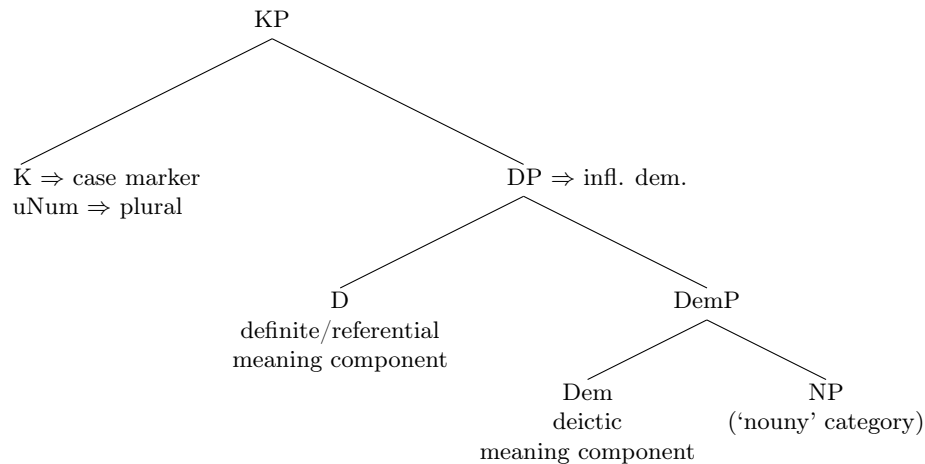 KP
K ⇒ case marker
uNum ⇒ plural
DP ⇒ infl. dem.
D
definite/referential
meaning component
DemP
Dem
deictic
meaning component
NP
(‘nouny’ category)